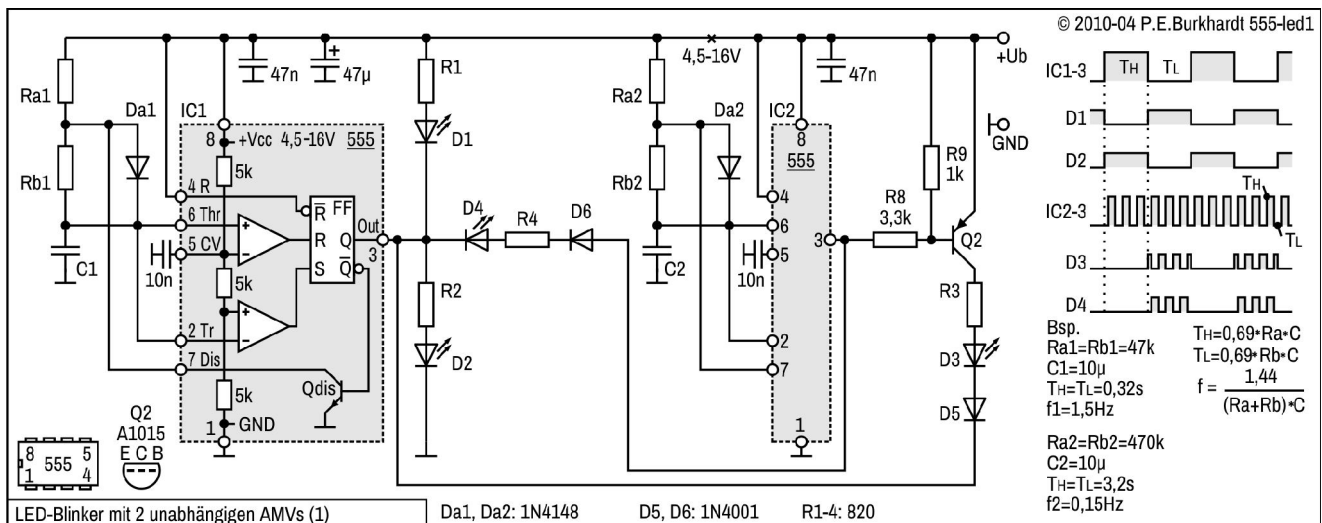 © 2010-04 P.E.Burkhardt 555-led1
4,5-16V
+Ub
GND
Ra1
Rb1
Da1
C1
47n
47µ
+
IC1
8
+Vcc 4,5-16V 555
5k
4 R
6 Thr
5 CV
10n
5k
2 Tr
7 Dis
5k
1
GND
+
−
+
−
R FF
R Q
S Q
Out
3
Qdis
R1
D1
R2
D2
D4
R4
D6
Ra2
Rb2
Da2
C2
47n
IC2
8
555
4
6
5
10n
3
2
7
1
R8
3,3k
R9
1k
Q2
R3
D3
D5
IC1-3
TH
TL
D1
D2
IC2-3
TH
TL
D3
D4
Bsp.
Ra1=Rb1=47k
C1=10µ
TH=TL=0,32s
f1=1,5Hz
Ra2=Rb2=470k
C2=10µ
TH=TL=3,2s
f2=0,15Hz
TH=0,69*Ra*C
TL=0,69*Rb*C
f = 1,44
(Ra+Rb)*C
8 5
555
1 4
Q2
A1015
E C B
LED-Blinker mit 2 unabhängigen AMVs (1)
Da1, Da2: 1N4148
D5, D6: 1N4001
R1-4: 820